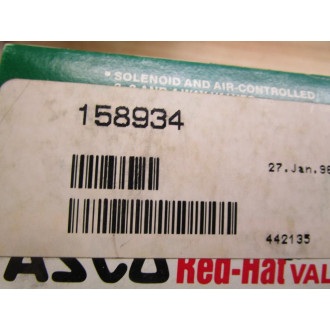 * SOLENOID AND AIR-CONTROLLED
158934
27.Jan.98
442135
ASCO Red-Hat VAL